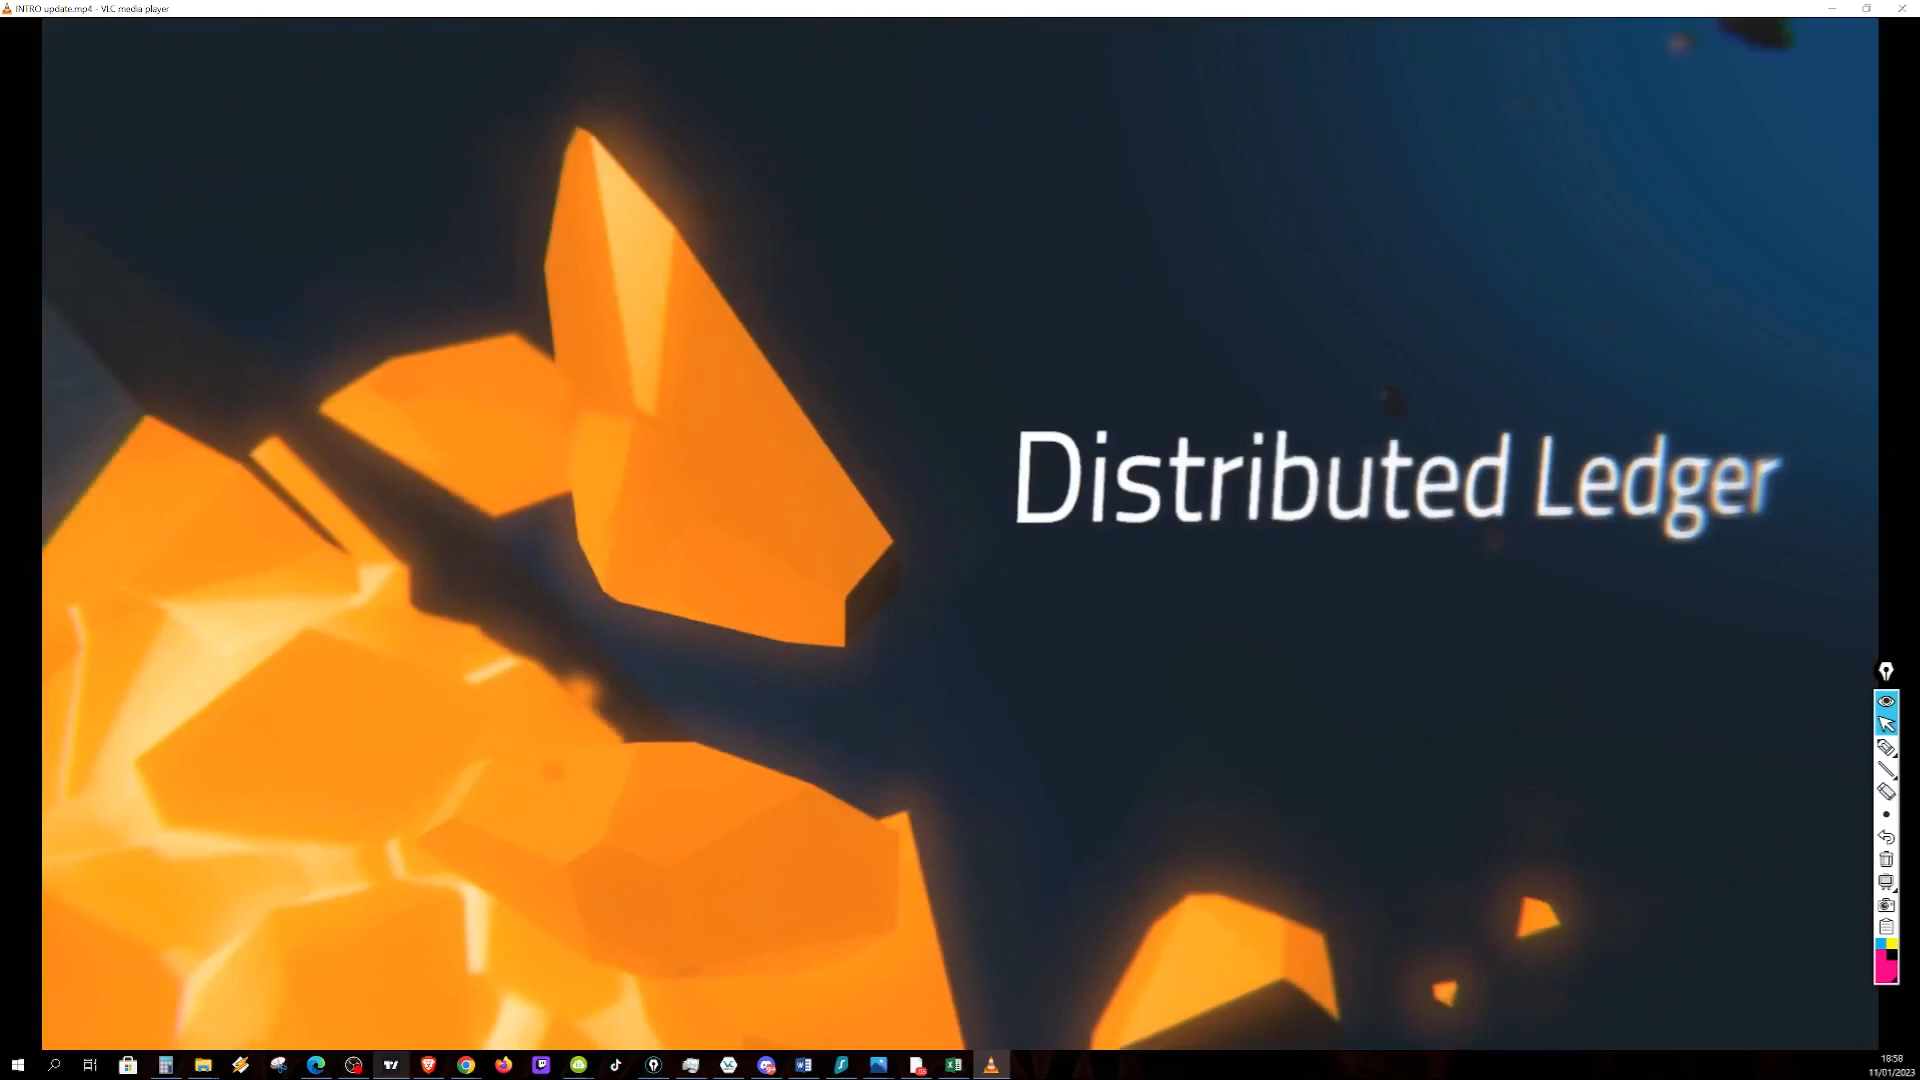 INTRO update.mp4 - VLC media player
Distributed Ledger
18:58
11/01/2023